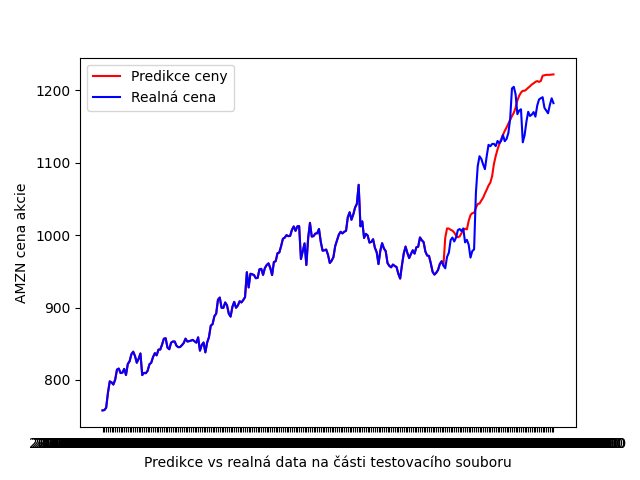 Predikce ceny
Realná cena
1200
1100
1000
900
800
AMZN cena akcie
Predikce vs realná data na části testovacího souboru